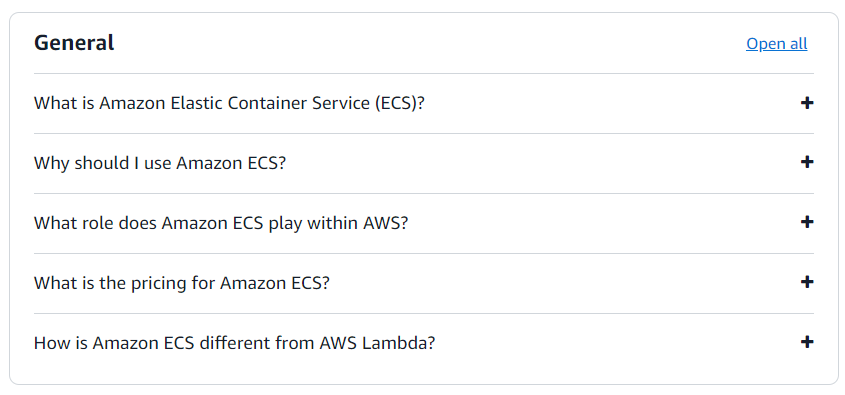 General
Open all
What is Amazon Elastic Container Service (ECS)?
Why should I use Amazon ECS?
What role does Amazon ECS play within AWS?
What is the pricing for Amazon ECS?
How is Amazon ECS different from AWS Lambda?